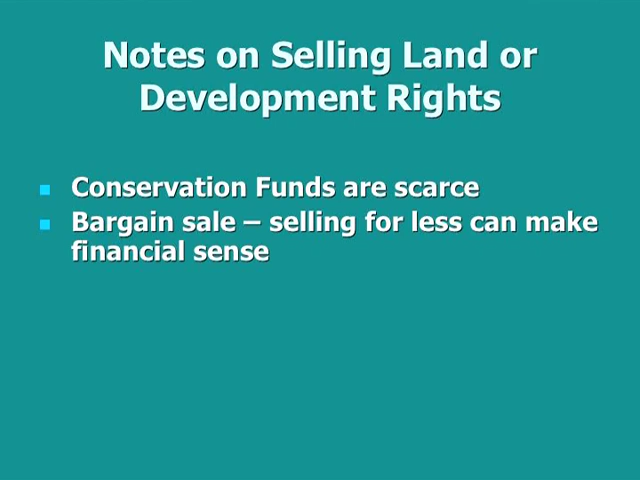 Notes on Selling Land or
Development Rights
Conservation Funds are scarce
Bargain sale – selling for less can make
financial sense